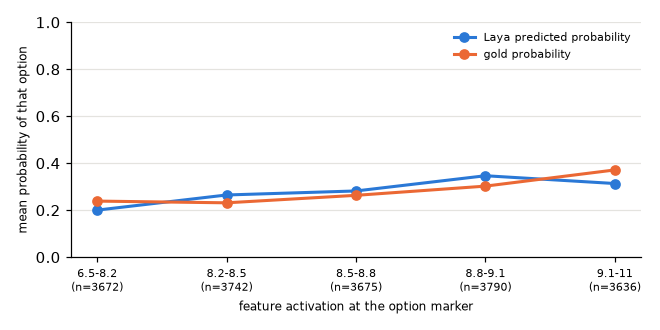 Laya predicted probability
gold probability
mean probability of that option
1.0
0.8
0.6
0.4
0.2
0.0
6.5-8.2 8.2-8.5 8.5-8.8 8.8-9.1 9.1-11
(n=3672) (n=3742) (n=3675) (n=3790) (n=3636)
feature activation at the option marker